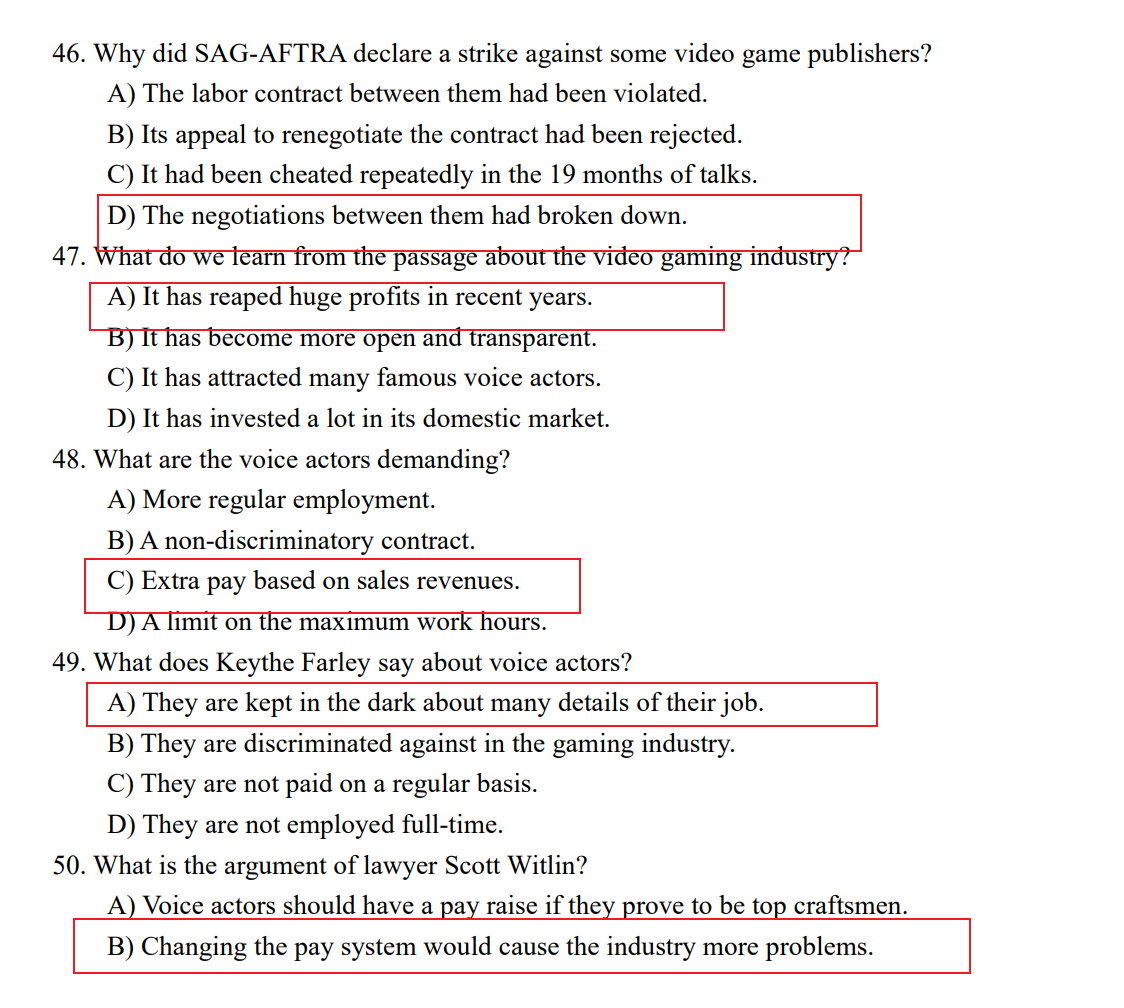 46. Why did SAG-AFTRA declare a strike against some video game publishers?
A) The labor contract between them had been violated.
B) Its appeal to renegotiate the contract had been rejected.
C) It had been cheated repeatedly in the 19 months of talks.
D) The negotiations between them had broken down.
47. What do we learn from the passage about the video gaming industry?
A) It has reaped huge profits in recent years.
B) It has become more open and transparent.
C) It has attracted many famous voice actors.
D) It has invested a lot in its domestic market.
48. What are the voice actors demanding?
A) More regular employment.
B) A non-discriminatory contract.
C) Extra pay based on sales revenues.
D) A limit on the maximum work hours.
49. What does Keythe Farley say about voice actors?
A) They are kept in the dark about many details of their job.
B) They are discriminated against in the gaming industry.
C) They are not paid on a regular basis.
D) They are not employed full-time.
50. What is the argument of lawyer Scott Witlin?
A) Voice actors should have a pay raise if they prove to be top craftsmen.
B) Changing the pay system would cause the industry more problems.